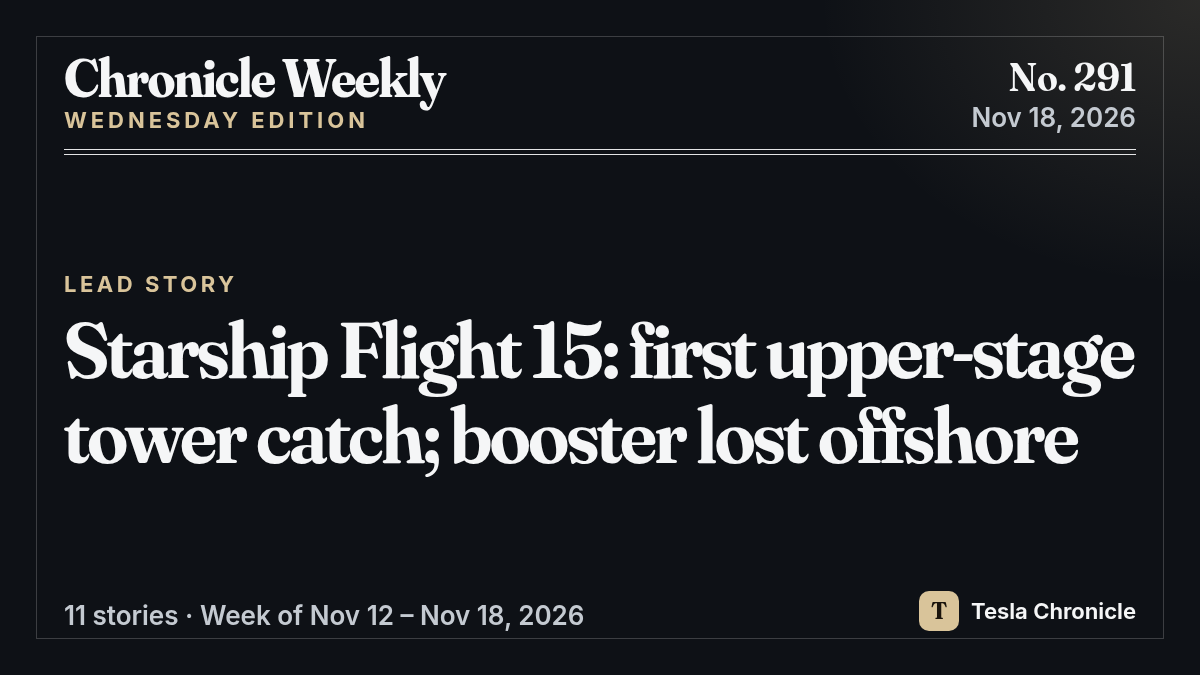 Chronicle Weekly
WEDNESDAY EDITION
No. 291
Nov 18, 2026
LEAD STORY
Starship Flight 15: first upper-stage
tower catch; booster lost offshore
11 stories · Week of Nov 12 – Nov 18, 2026
T Tesla Chronicle